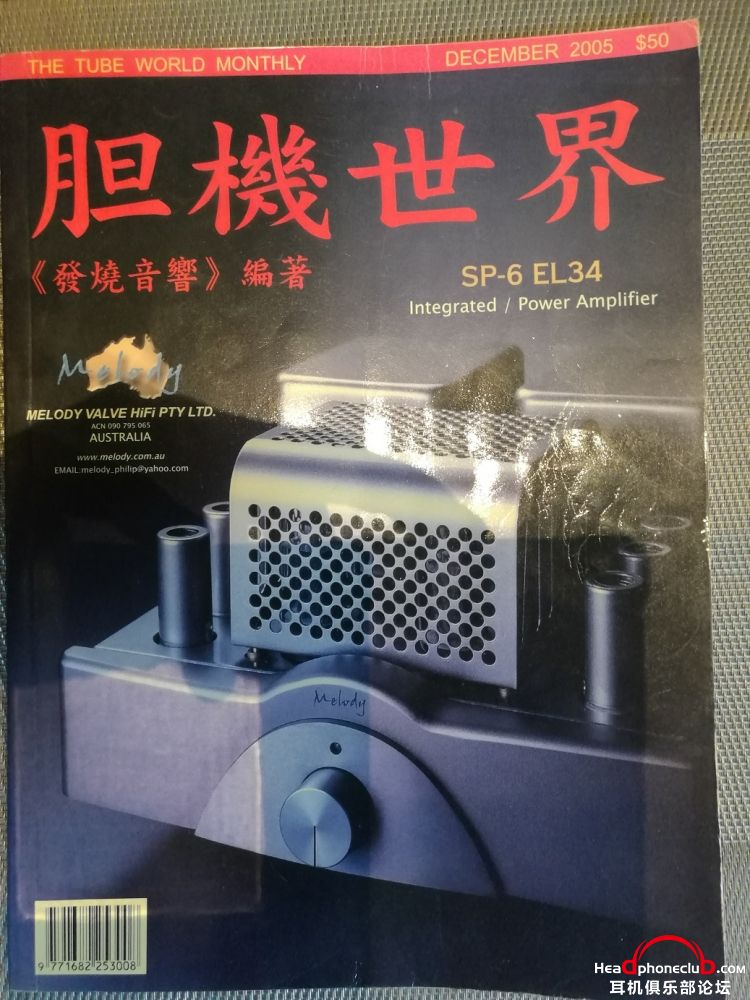 THE TUBE WORLD MONTHLY DECEMBER 2005 $50
胆機世界
《發燒音響》編著
SP-6 EL34
Integrated / Power Amplifier
Melody
MELODY VALVE HiFi PTY LTD.
ACN 090 795 065
AUSTRALIA
www.melody.com.au
EMAIL:melody_philip@yahoo.com
Melody
9 771682 253008
Headphoneclub.com
耳机俱乐部论坛